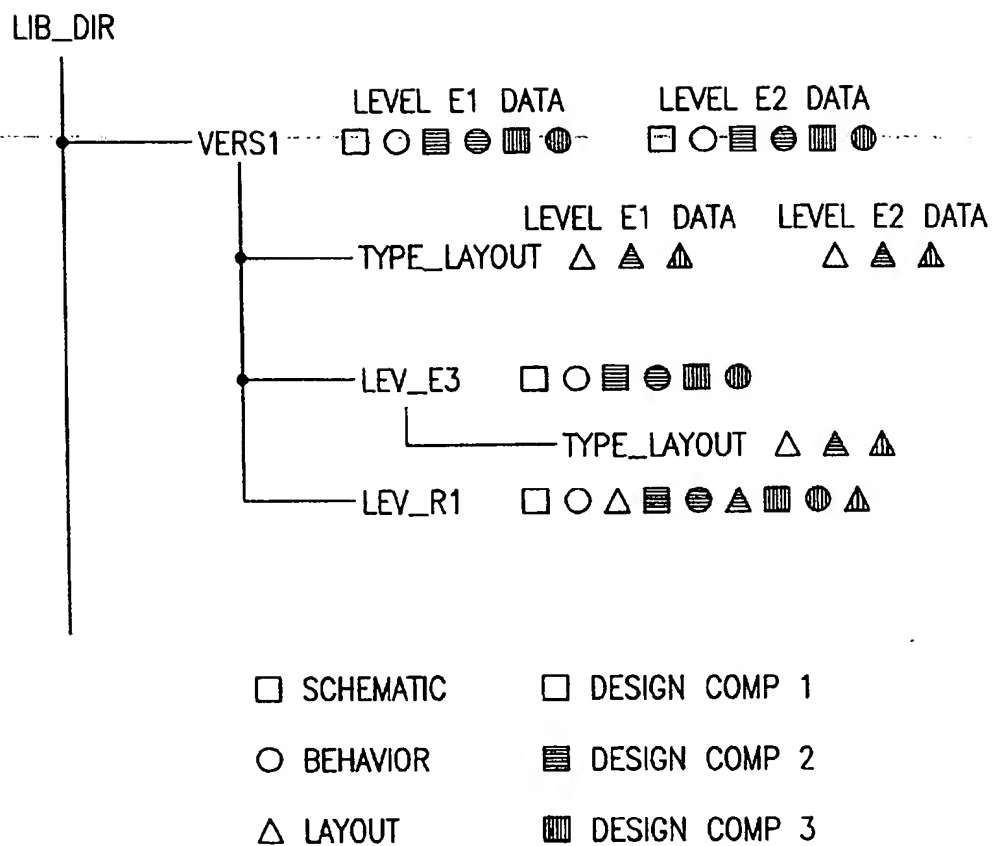 LIB_DIR
LEVEL E1 DATA LEVEL E2 DATA
VERS1
LEVEL E1 DATA LEVEL E2 DATA
TYPE_LAYOUT
LEV_E3
TYPE_LAYOUT
LEV_R1
SCHEMATIC DESIGN COMP 1
BEHAVIOR DESIGN COMP 2
LAYOUT DESIGN COMP 3